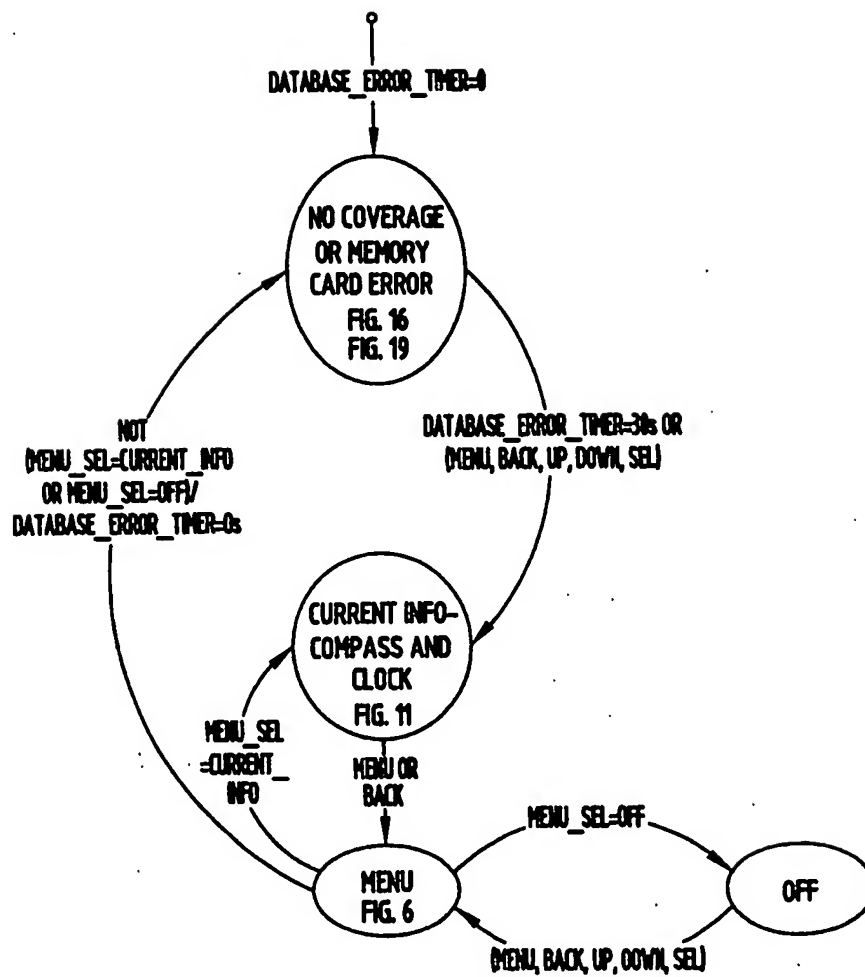 DATABASE_ERROR_TIMER=0
NO COVERAGE
OR MEMORY
CARD ERROR
FIG. 16
FIG. 19
NOT
(MENU_SEL=CURRENT_INFO
OR MENU_SEL=OFF)/
DATABASE_ERROR_TIMER=0s
DATABASE_ERROR_TIMER=30s OR
(MENU, BACK, UP, DOWN, SEL)
CURRENT INFO-
COMPASS AND
CLOCK
FIG. 11
MENU_SEL
=CURRENT_
INFO
MENU OR
BACK
MENU_SEL=OFF
MENU
FIG. 6
OFF
(MENU, BACK, UP, DOWN, SEL)